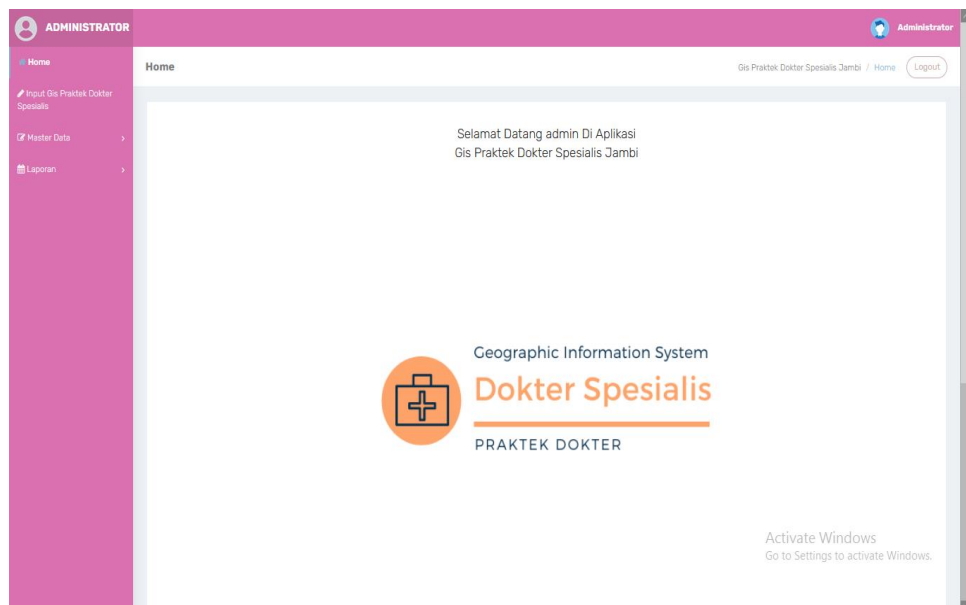 ADMINISTRATOR
Administrator
Home
Input Gis Praktek Dokter
Spesialis
Master Data
Laporan
Home
Gis Praktek Dokter Spesialis Jambi / Home
Logout
Selamat Datang admin Di Aplikasi
Gis Praktek Dokter Spesialis Jambi
Geographic Information System
Dokter Spesialis
PRAKTEK DOKTER
Activate Windows
Go to Settings to activate Windows.